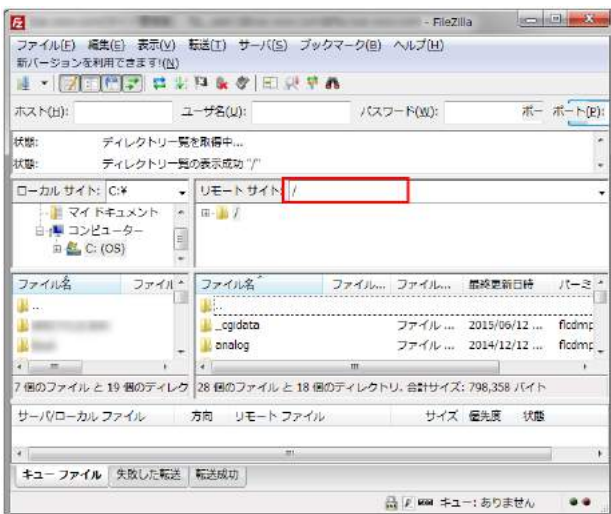 - FileZilla
ファイル(F) 編集(E) 表示(V) 転送(T) サーバ(S) ブックマーク(B) ヘルプ(H)
新バージョンを利用できます!(N)
ホスト(H): ユーザ名(U): パスワード(W): ポー ポート(P):
状態: ディレクトリ一覧を取得中...
状態: ディレクトリ一覧の表示成功 "/"
ローカル サイト: C:¥ リモート サイト: /
マイ ドキュメント /
コンピューター
C: (OS)
ファイル名 ファイル ファイル名 ファイル... ファイル... 最終更新日時 パーミ
.. ..
_cgidata ファイル ... 2015/06/12 ... flcdmp
analog ファイル ... 2014/12/12 ... flcdmp
7 個のファイル と 19 個のディレク 28 個のファイル と 18 個のディレクトリ. 合計サイズ: 798,358 バイト
サーバ/ローカル ファイル 方向 リモート ファイル サイズ 優先度 状態
キュー ファイル 失敗した転送 転送成功
キュー: ありません